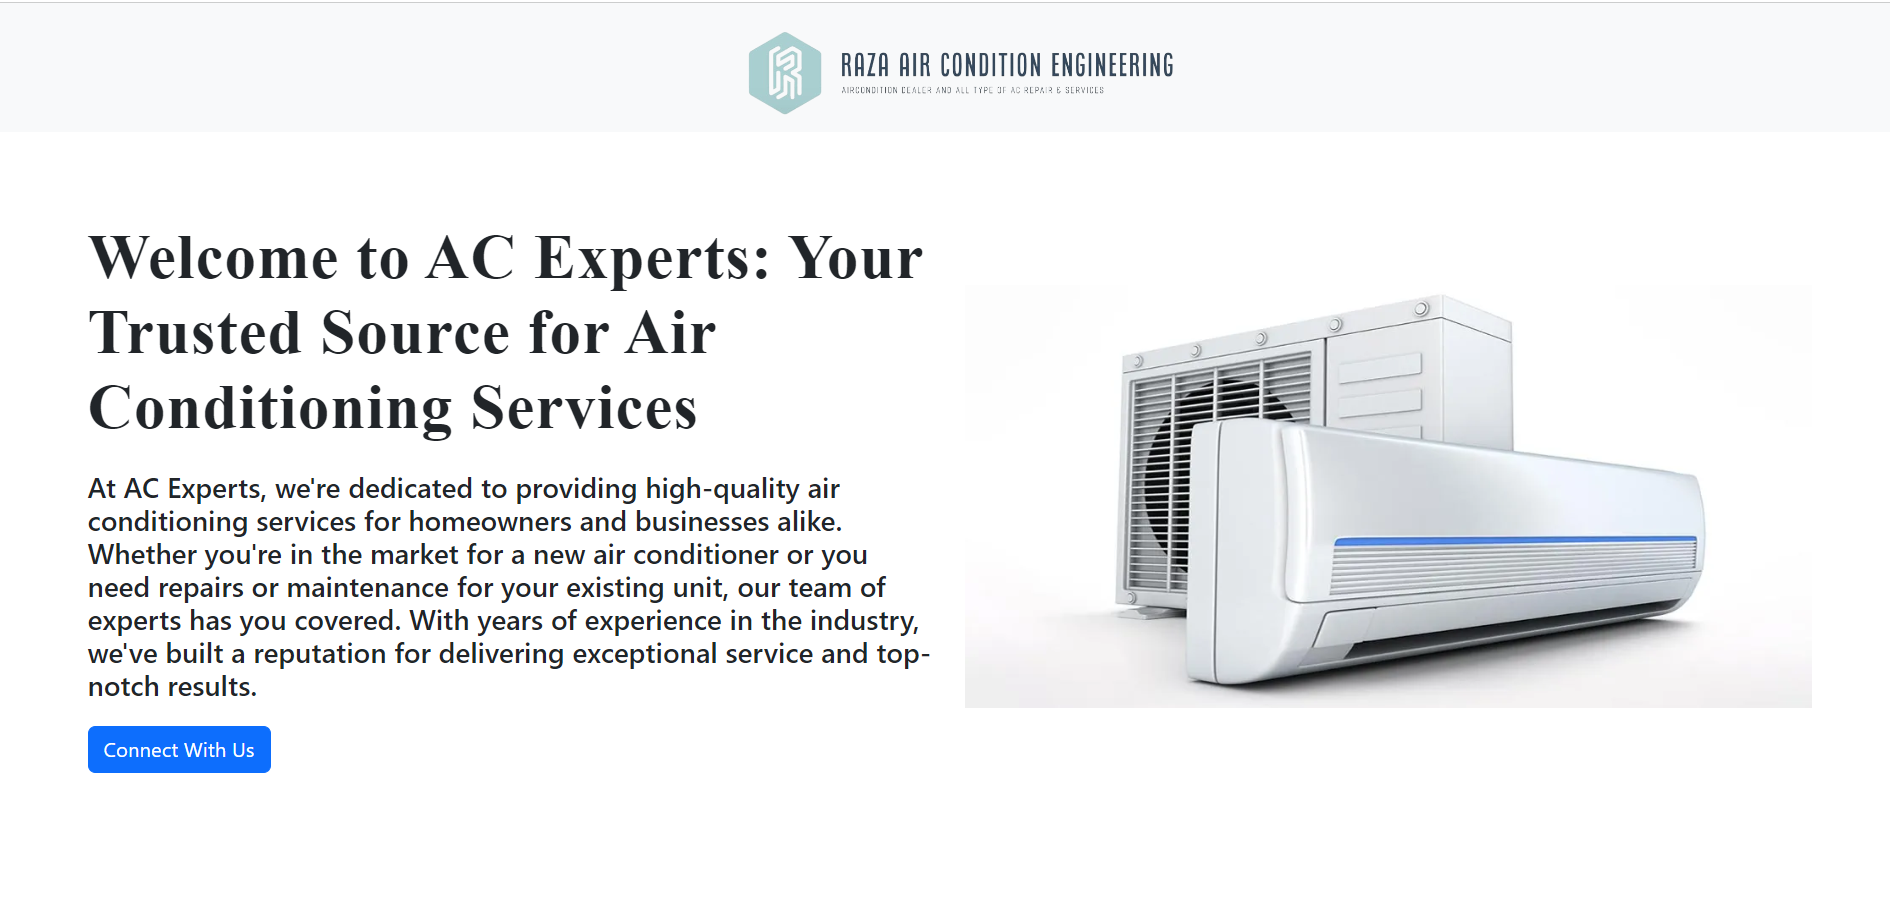 RAZA AIR CONDITION ENGINEERING
AIRCONDITION DEALER AND ALL TYPE OF AC REPAIR & SERVICES
Welcome to AC Experts: Your
Trusted Source for Air
Conditioning Services
At AC Experts, we're dedicated to providing high-quality air
conditioning services for homeowners and businesses alike.
Whether you're in the market for a new air conditioner or you
need repairs or maintenance for your existing unit, our team of
experts has you covered. With years of experience in the industry,
we've built a reputation for delivering exceptional service and top-
notch results.
Connect With Us